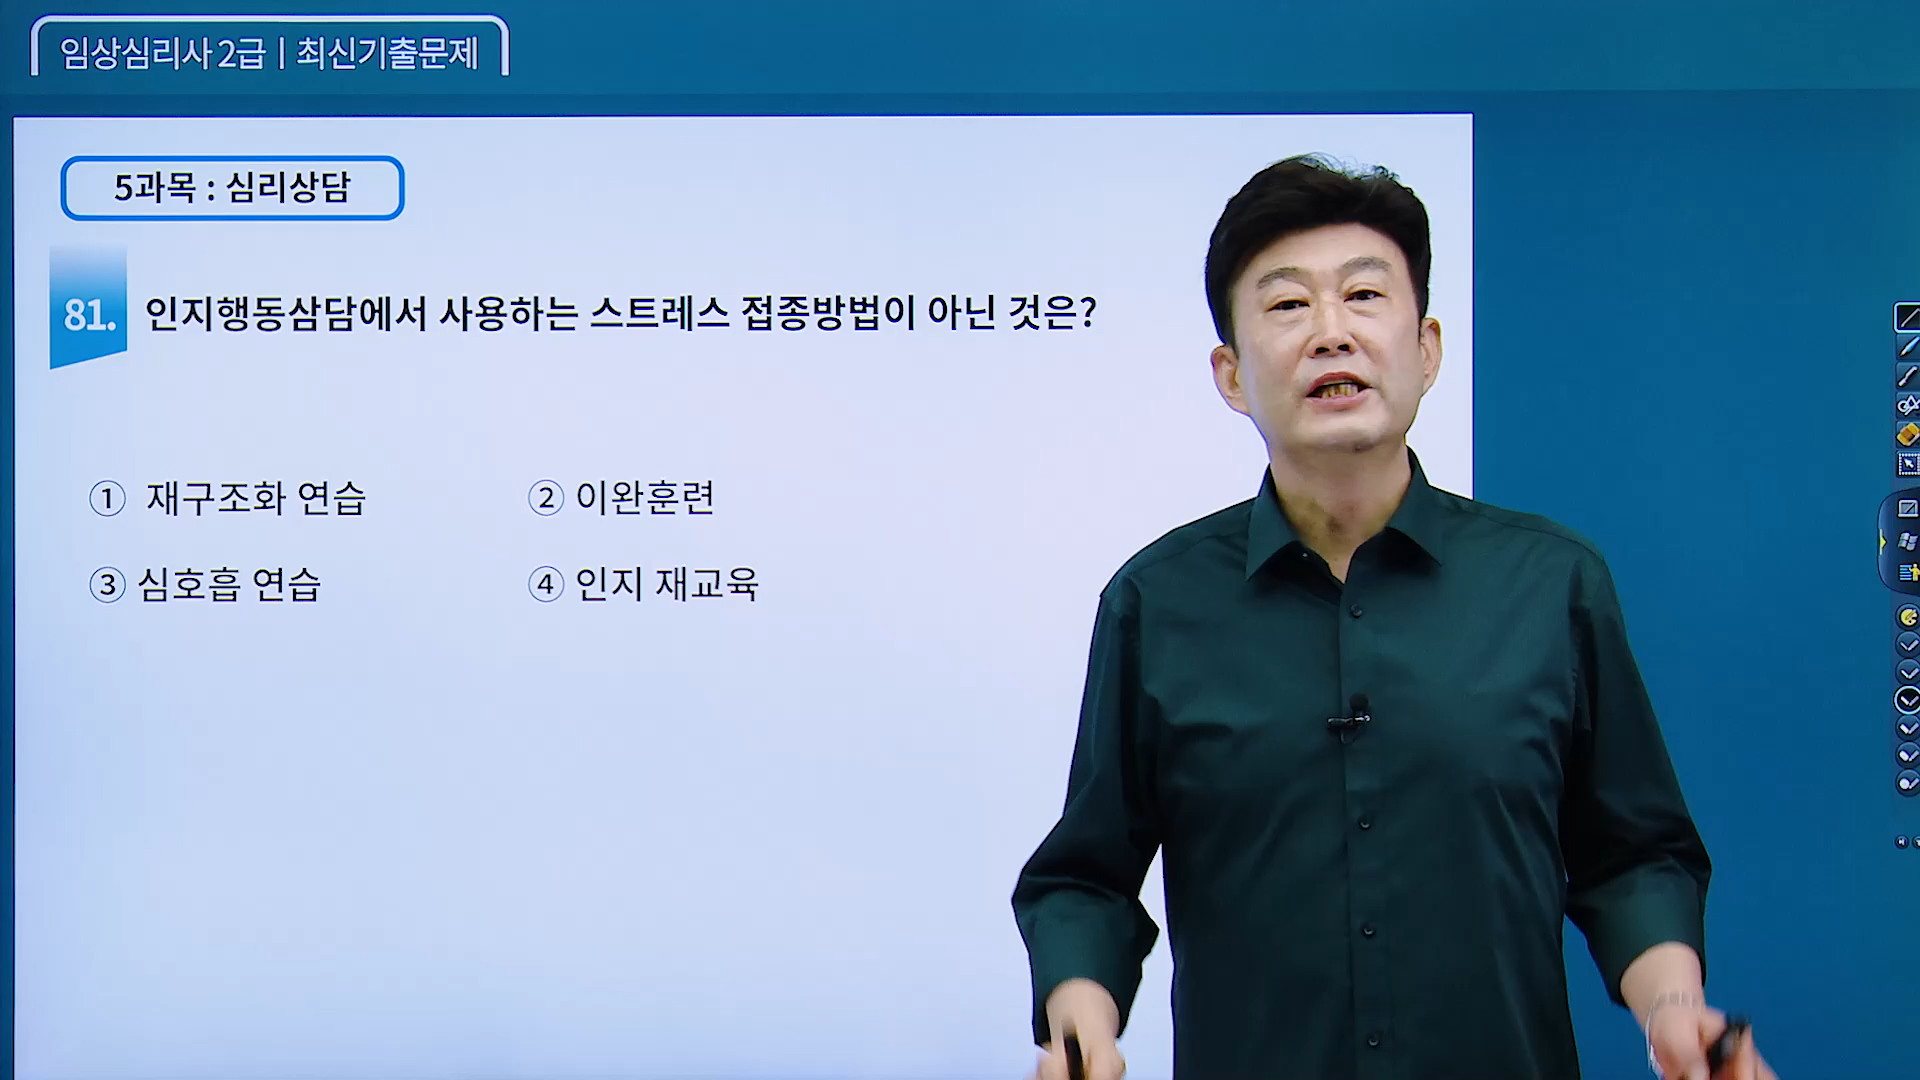 임상심리사 2급 | 최신기출문제
5과목 : 심리상담
81. 인지행동삼담에서 사용하는 스트레스 접종방법이 아닌 것은?
① 재구조화 연습 ② 이완훈련
③ 심호흡 연습 ④ 인지 재교육